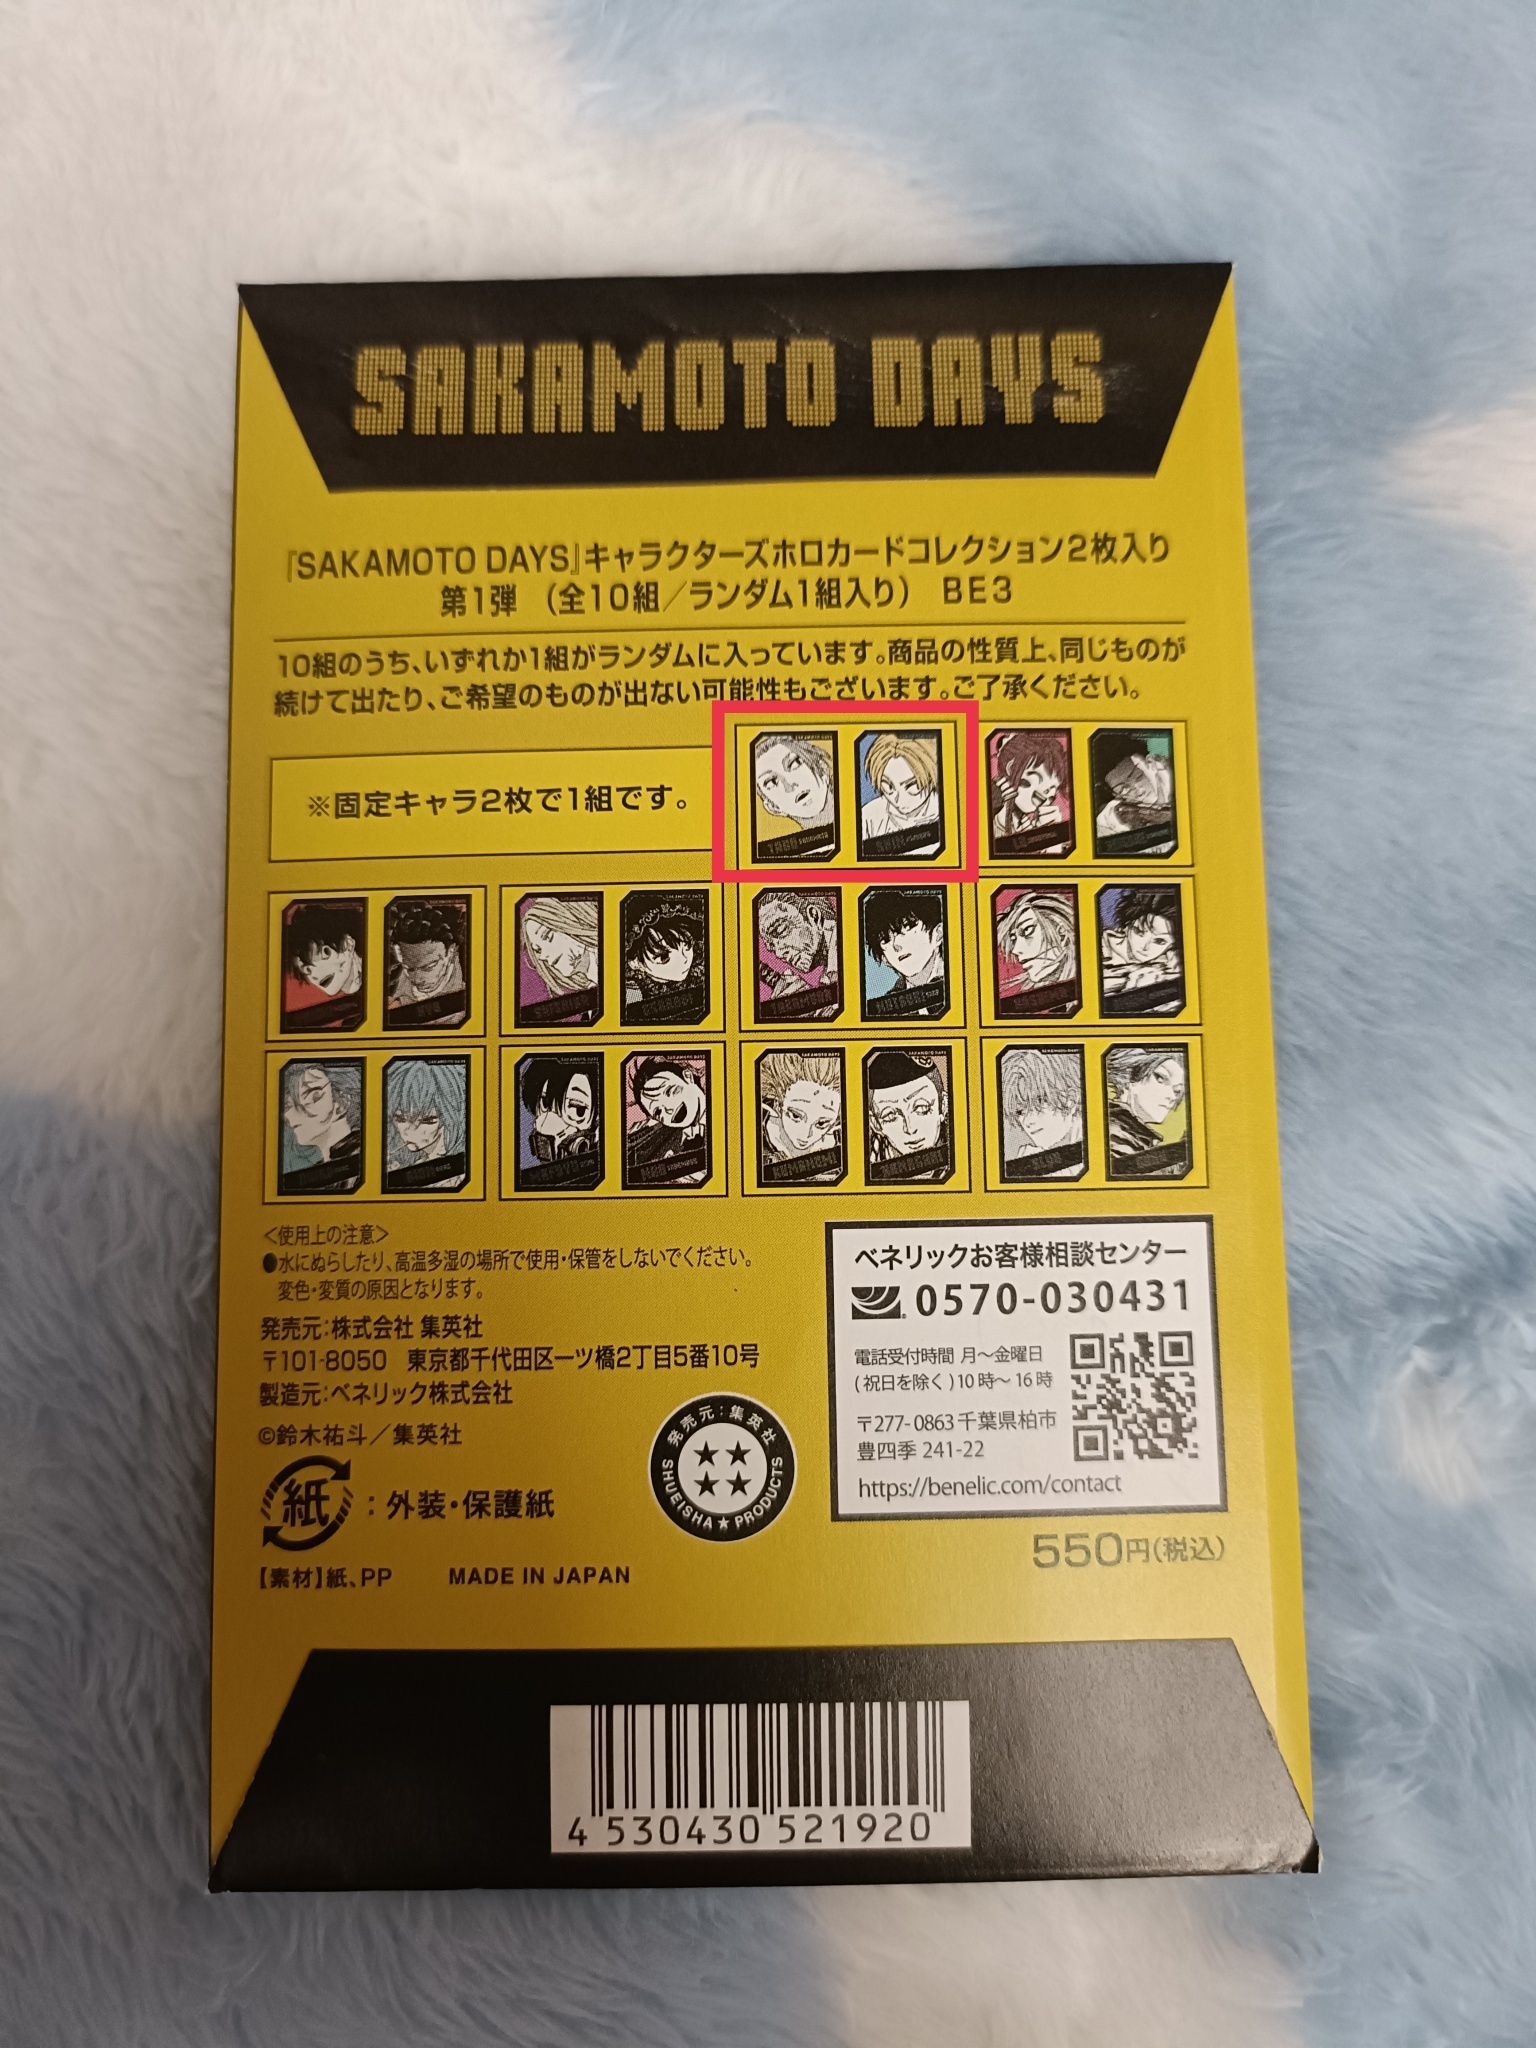 SAKAMOTO DAYS
『SAKAMOTO DAYS』キャラクターズホロカードコレクション2枚入り
第1弾 (全10組／ランダム1組入り) BE3
10組のうち、いずれか1組がランダムに入っています。商品の性質上、同じものが
続けて出たり、ご希望のものが出ない可能性もございます。ご了承ください。
※固定キャラ2枚で1組です。
TARO SAKAMOTO
SHIN
<使用上の注意>
●水にぬらしたり、高温多湿の場所で使用・保管をしないでください。
変色・変質の原因となります。
発売元:株式会社 集英社
〒101-8050 東京都千代田区一ツ橋2丁目5番10号
製造元:ベネリック株式会社
©鈴木祐斗／集英社
紙:外装・保護紙
【素材】紙、PP MADE IN JAPAN
発売元:集英社
SHUEISHA★PRODUCTS
ベネリックお客様相談センター
0570-030431
電話受付時間 月～金曜日
(祝日を除く)10時～16時
〒277-0863 千葉県柏市
豊四季 241-22
https://benelic.com/contact
550円(税込)
4 530430 521920